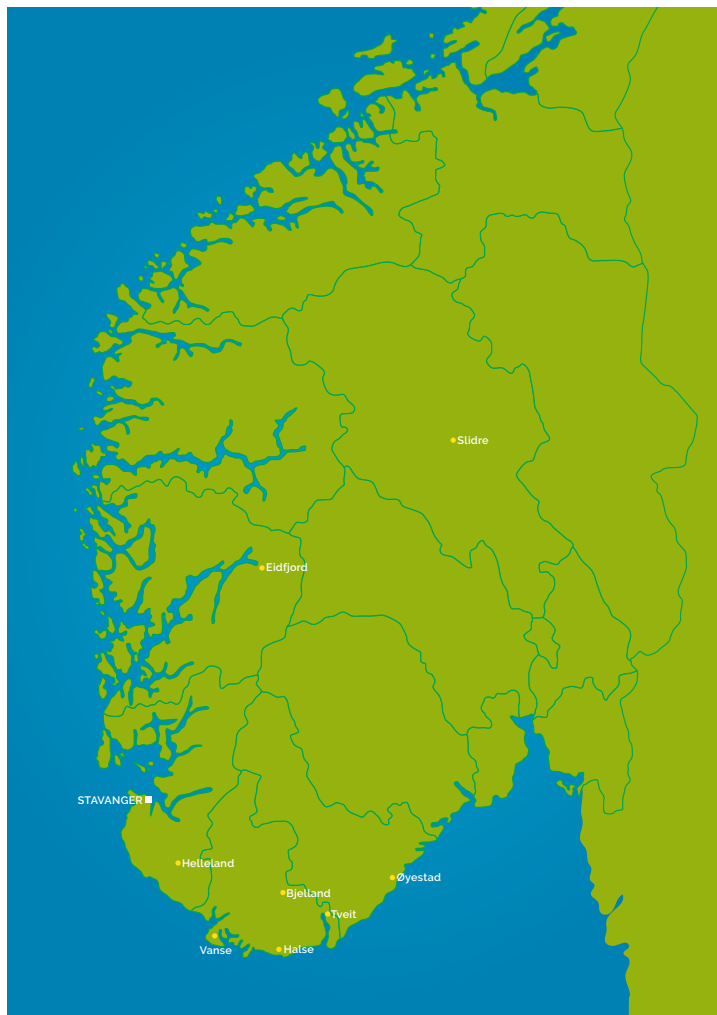 Slidre
Eidfjord
STAVANGER
Helleland
Øyestad
Bjelland
Tveit
Vanse
Halse